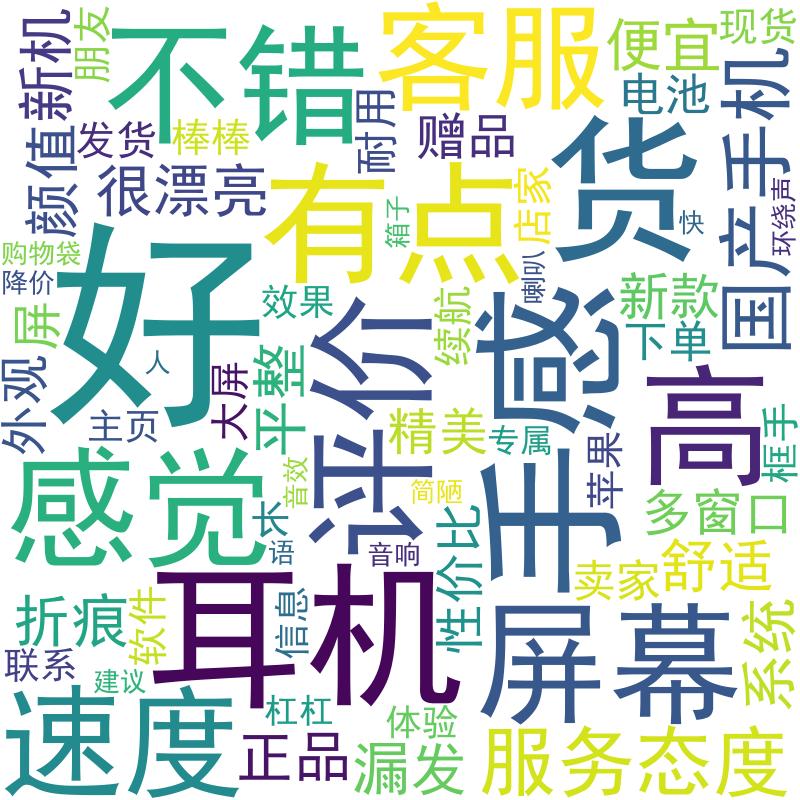 朋友
新机
不错
客服
便宜
现货
电池
国产手机
颜值
发货
棒棒
耐用
赠品
很漂亮
有点
箱子
店家
货
快
环绕声
购物袋
降价
屏
好
效果
续航
喇叭
新款
下单
手感
评价
人
大屏
平整
外观
主页
精美
专属
苹果
高
框手
多窗口
感觉
音效
简陋
长
语
音响
性价比
卖家
舒适
耳机
折痕
软件
信息
屏幕
系统
联系
建议
速度
杠杠
体验
正品
漏发
服务态度